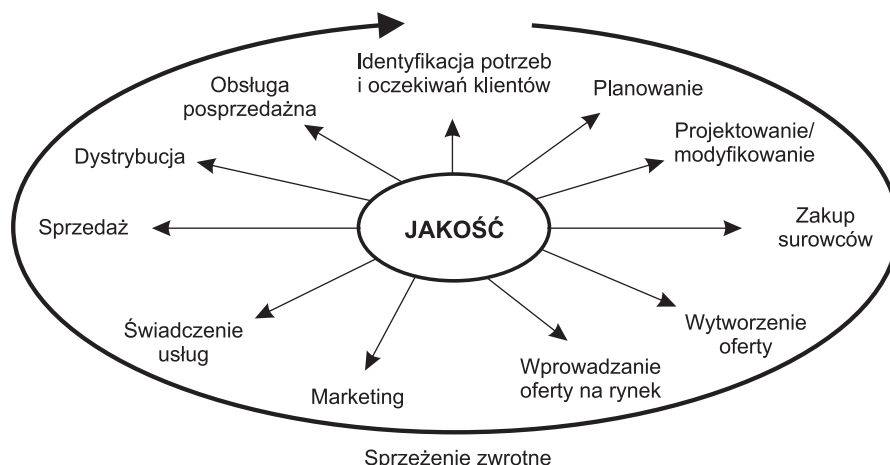 Identyfikacja potrzeb
i oczekiwań klientów
Planowanie
Projektowanie/
modyfikowanie
Zakup
surowców
Wytworzenie
oferty
Wprowadzanie
oferty na rynek
Marketing
Świadczenie
usług
Sprzedaż
Dystrybucja
Obsługa
posprzedażna
JAKOŚĆ
Sprzężenie zwrotne